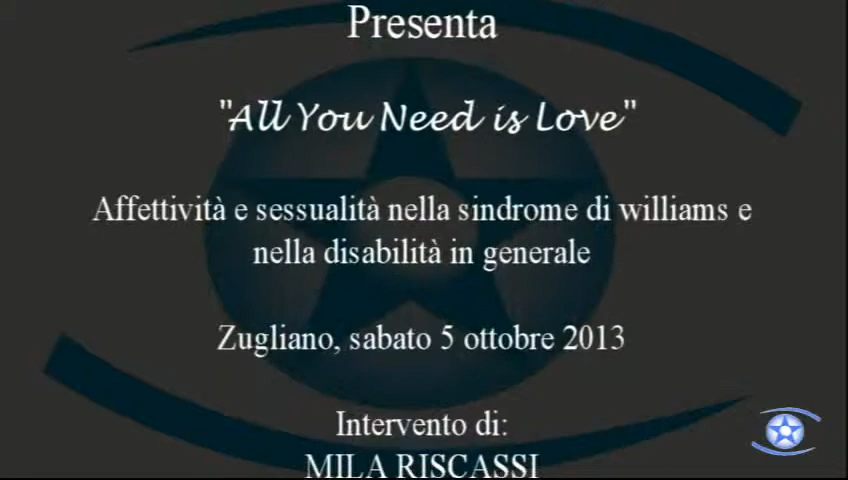 Presenta
"All You Need is Love"
Affettività e sessualità nella sindrome di williams e
nella disabilità in generale
Zugliano, sabato 5 ottobre 2013
Intervento di:
MILA RISCASSI